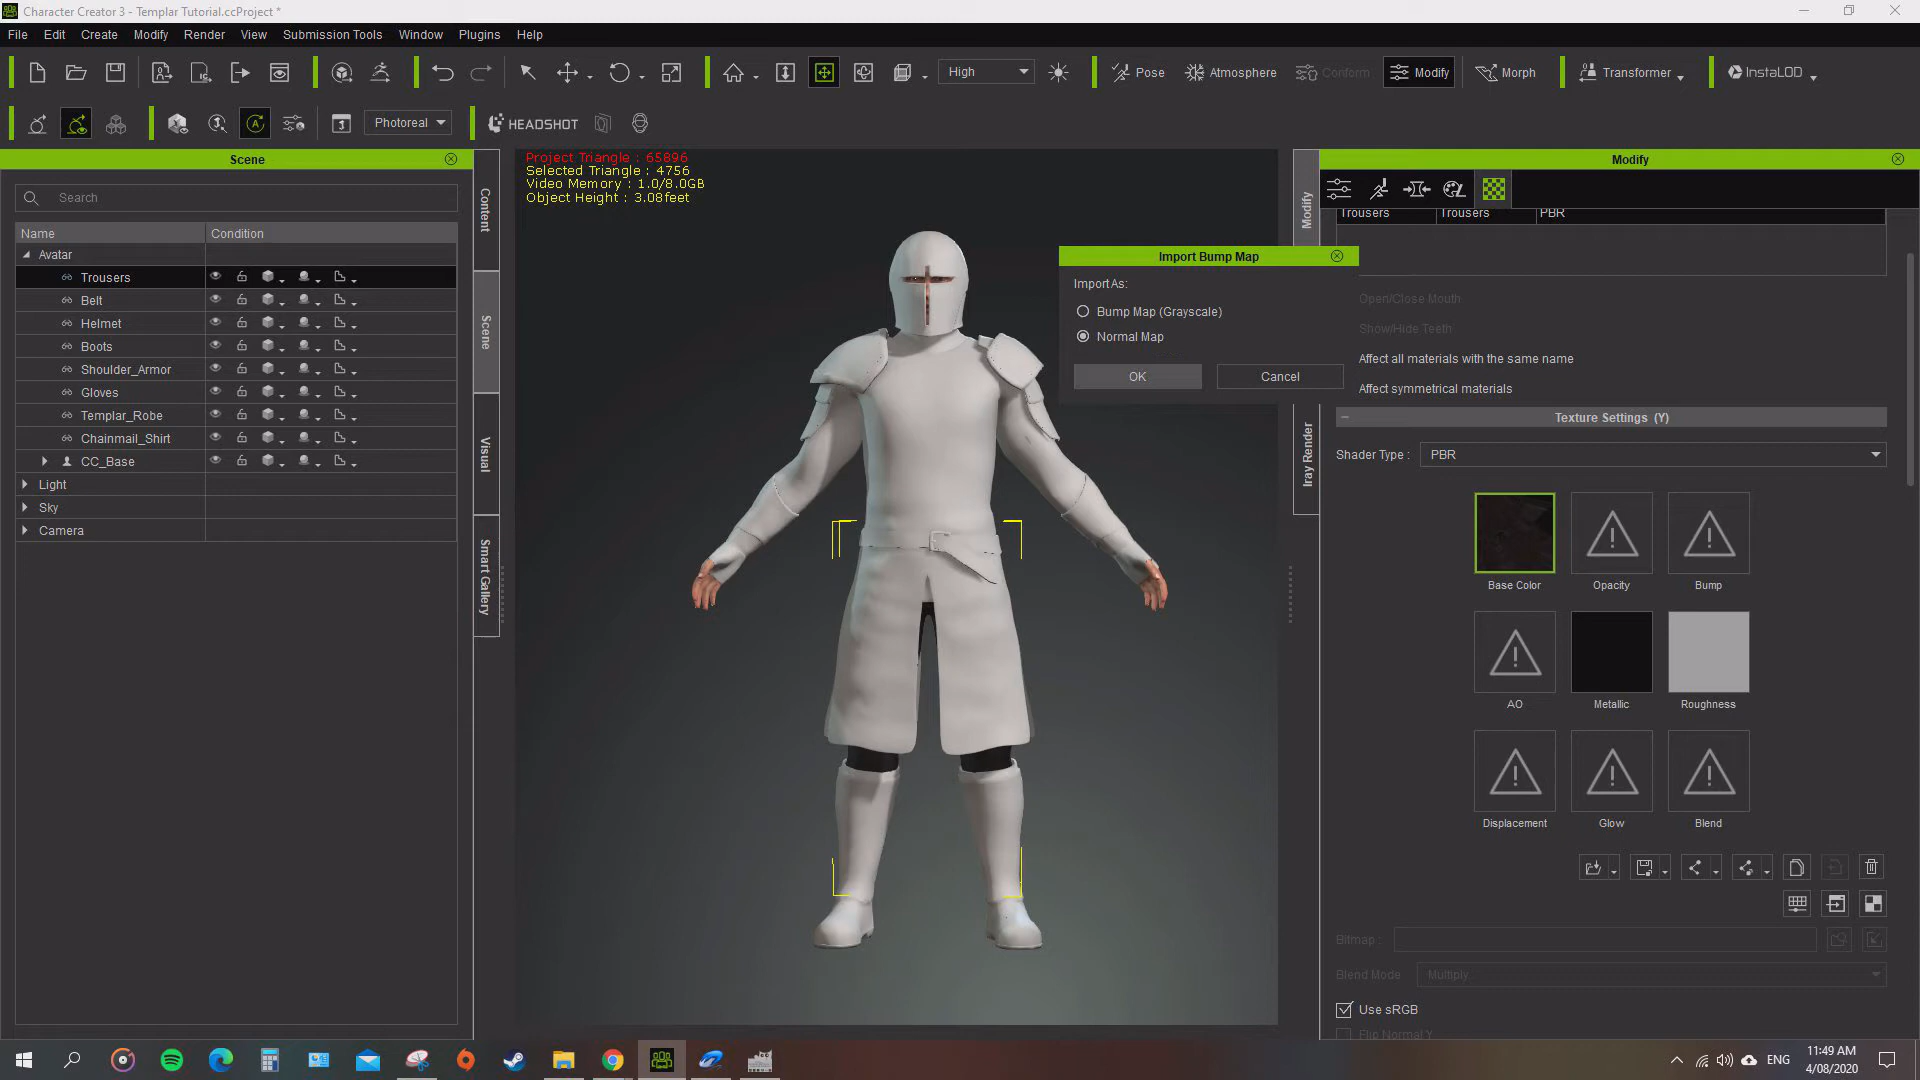 Character Creator 3 - Templar Tutorial.ccProject *
File Edit Create Modify Render View Submission Tools Window Plugins Help
High Pose Atmosphere Conform Modify Morph Transformer InstaLOD
Photoreal HEADSHOT
Scene
Search
Name Condition
Avatar
Trousers
Belt
Helmet
Boots
Shoulder_Armor
Gloves
Templar_Robe
Chainmail_Shirt
CC_Base
Light
Sky
Camera
Content
Scene
Visual
Smart Gallery
Project Triangle : 65896
Selected Triangle : 4756
Video Memory : 1.0/8.0GB
Object Height : 3.08feet
Import Bump Map
Import As:
Bump Map (Grayscale)
Normal Map
OK Cancel
Modify
Iray Render
Modify
Trousers Trousers PBR
Open/Close Mouth
Show/Hide Teeth
Affect all materials with the same name
Affect symmetrical materials
Texture Settings (Y)
Shader Type : PBR
Base Color Opacity Bump
AO Metallic Roughness
Displacement Glow Blend
Bitmap :
Blend Mode Multiply
Use sRGB
Flip Normal Y
ENG
11:49 AM
4/08/2020